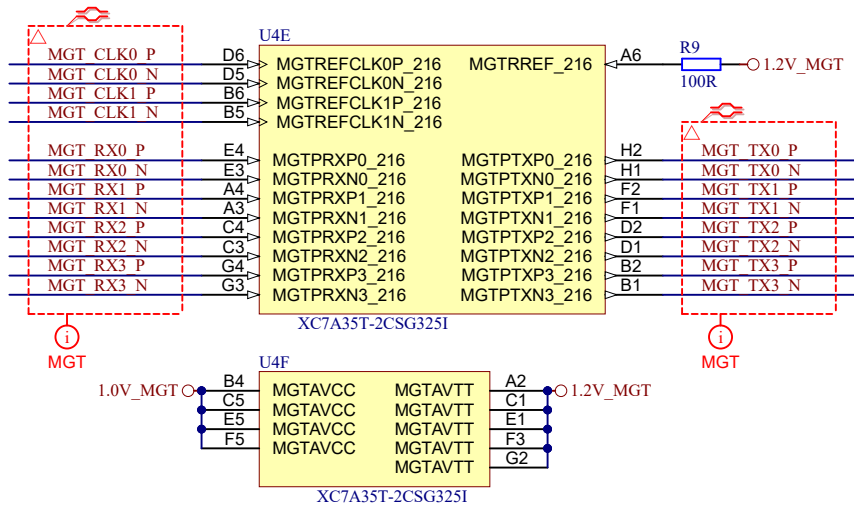 U4E
MGT_CLK0_P D6 MGTREFCLK0P_216 MGTRREF_216 A6 R9 100R 1.2V_MGT
MGT_CLK0_N D5 MGTREFCLK0N_216
MGT_CLK1_P B6 MGTREFCLK1P_216
MGT_CLK1_N B5 MGTREFCLK1N_216
MGT_RX0_P E4 MGTPRXP0_216 MGTPTXP0_216 H2 MGT_TX0_P
MGT_RX0_N E3 MGTPRXN0_216 MGTPTXN0_216 H1 MGT_TX0_N
MGT_RX1_P A4 MGTPRXP1_216 MGTPTXP1_216 F2 MGT_TX1_P
MGT_RX1_N A3 MGTPRXN1_216 MGTPTXN1_216 F1 MGT_TX1_N
MGT_RX2_P C4 MGTPRXP2_216 MGTPTXP2_216 D2 MGT_TX2_P
MGT_RX2_N C3 MGTPRXN2_216 MGTPTXN2_216 D1 MGT_TX2_N
MGT_RX3_P G4 MGTPRXP3_216 MGTPTXP3_216 B2 MGT_TX3_P
MGT_RX3_N G3 MGTPRXN3_216 MGTPTXN3_216 B1 MGT_TX3_N
XC7A35T-2CSG325I
i i
MGT MGT
U4F
1.0V_MGT B4 MGTAVCC MGTAVTT A2 1.2V_MGT
C5 MGTAVCC MGTAVTT C1
E5 MGTAVCC MGTAVTT E1
F5 MGTAVCC MGTAVTT F3
MGTAVTT G2
XC7A35T-2CSG325I